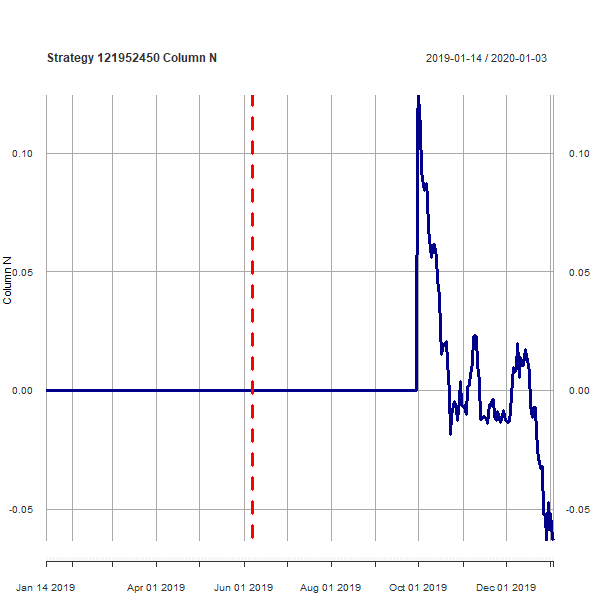 Strategy 121952450 Column N
2019-01-14 / 2020-01-03
0.10 0.10
0.05 0.05
Column N
0.00 0.00
-0.05 -0.05
Jan 14 2019 Apr 01 2019 Jun 01 2019 Aug 01 2019 Oct 01 2019 Dec 01 2019